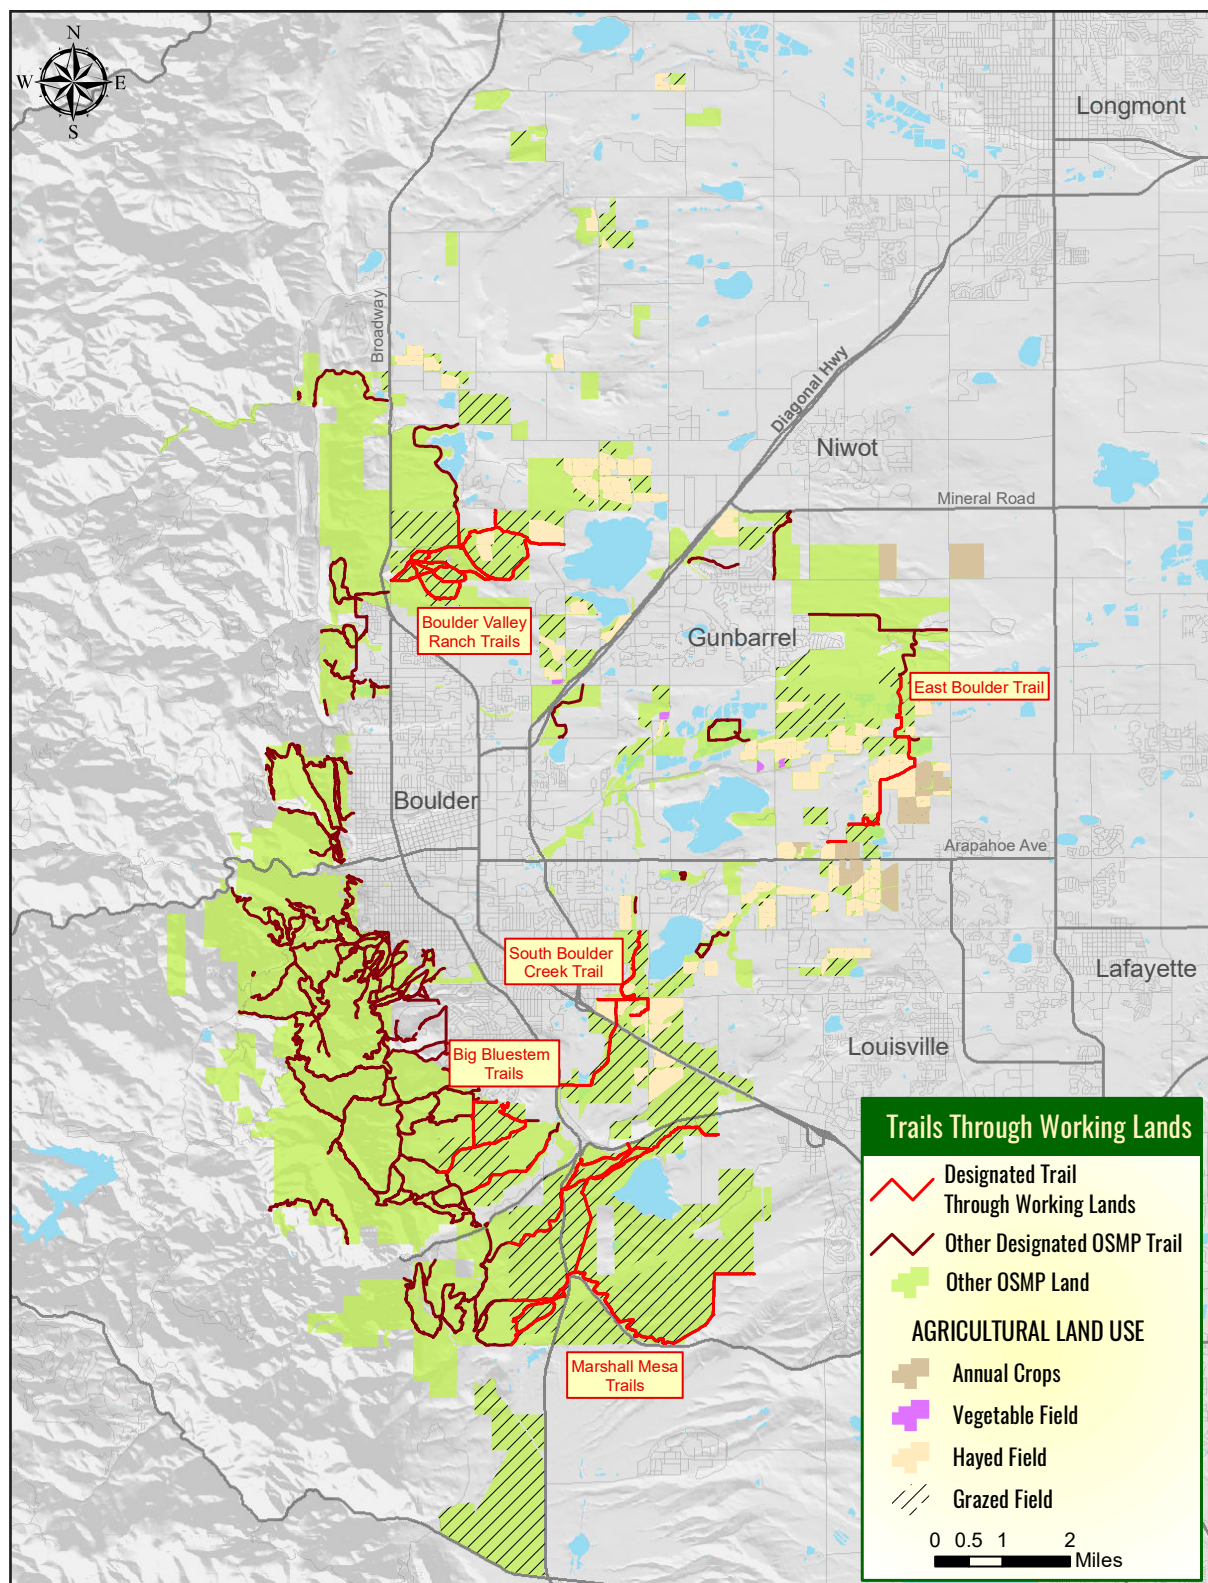 N
W
E
S
Longmont
Broadway
Diagonal Hwy
Niwot
Mineral Road
Boulder Valley
Ranch Trails
Gunbarrel
East Boulder Trail
Boulder
Arapahoe Ave
South Boulder
Creek Trail
Lafayette
Louisville
Big Bluestem
Trails
Marshall Mesa
Trails
Trails Through Working Lands
Designated Trail
Through Working Lands
Other Designated OSMP Trail
Other OSMP Land
AGRICULTURAL LAND USE
Annual Crops
Vegetable Field
Hayed Field
Grazed Field
0 0.5 1 2
Miles